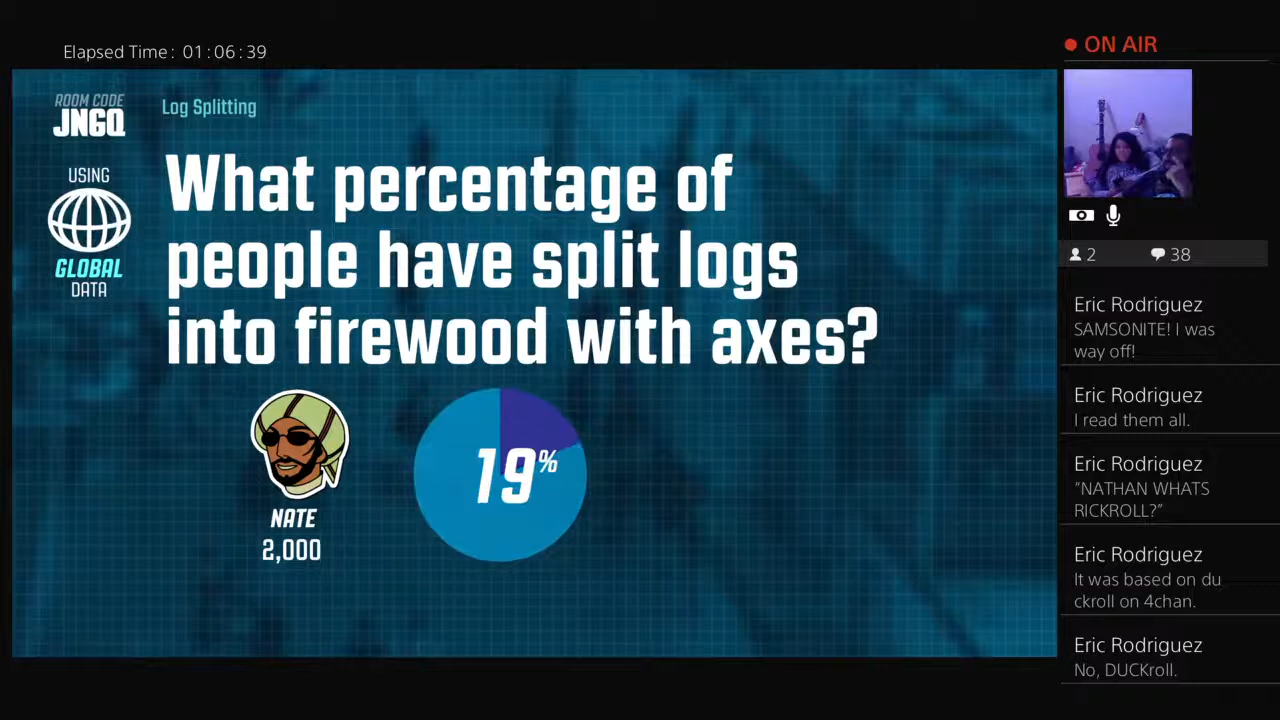 Elapsed Time: 01:06:39
ON AIR
ROOM CODE
JNGQ
Log Splitting
USING
GLOBAL
DATA
What percentage of
people have split logs
into firewood with axes?
19%
NATE
2,000
2
38
Eric Rodriguez
SAMSONITE! I was
way off!
Eric Rodriguez
I read them all.
Eric Rodriguez
"NATHAN WHATS
RICKROLL?"
Eric Rodriguez
It was based on du
ckroll on 4chan.
Eric Rodriguez
No, DUCKroll.